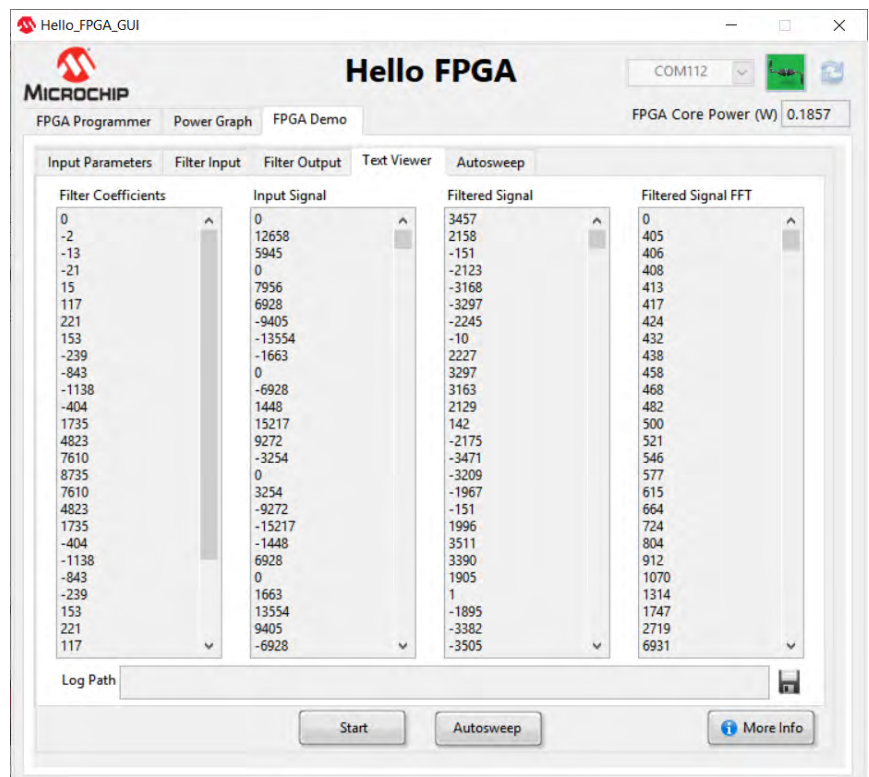 Hello_FPGA_GUI
MICROCHIP
Hello FPGA
COM112
FPGA Programmer Power Graph FPGA Demo
FPGA Core Power (W) 0.1857
Input Parameters Filter Input Filter Output Text Viewer Autosweep
Filter Coefficients Input Signal Filtered Signal Filtered Signal FFT
0 0 3457 0
-2 12658 2158 405
-13 5945 -151 406
-21 0 -2123 408
15 7956 -3168 413
117 6928 -3297 417
221 -9405 -2245 424
153 -13554 -10 432
-239 -1663 2227 438
-843 0 3297 458
-1138 -6928 3163 468
-404 1448 2129 482
1735 15217 142 500
4823 9272 -2175 521
7610 -3254 -3471 546
8735 0 -3209 577
7610 3254 -1967 615
4823 -9272 -151 664
1735 -15217 1996 724
-404 -1448 3511 804
-1138 6928 3390 912
-843 0 1905 1070
-239 1663 1 1314
153 13554 -1895 1747
221 9405 -3382 2719
117 -6928 -3505 6931
Log Path
Start Autosweep More Info